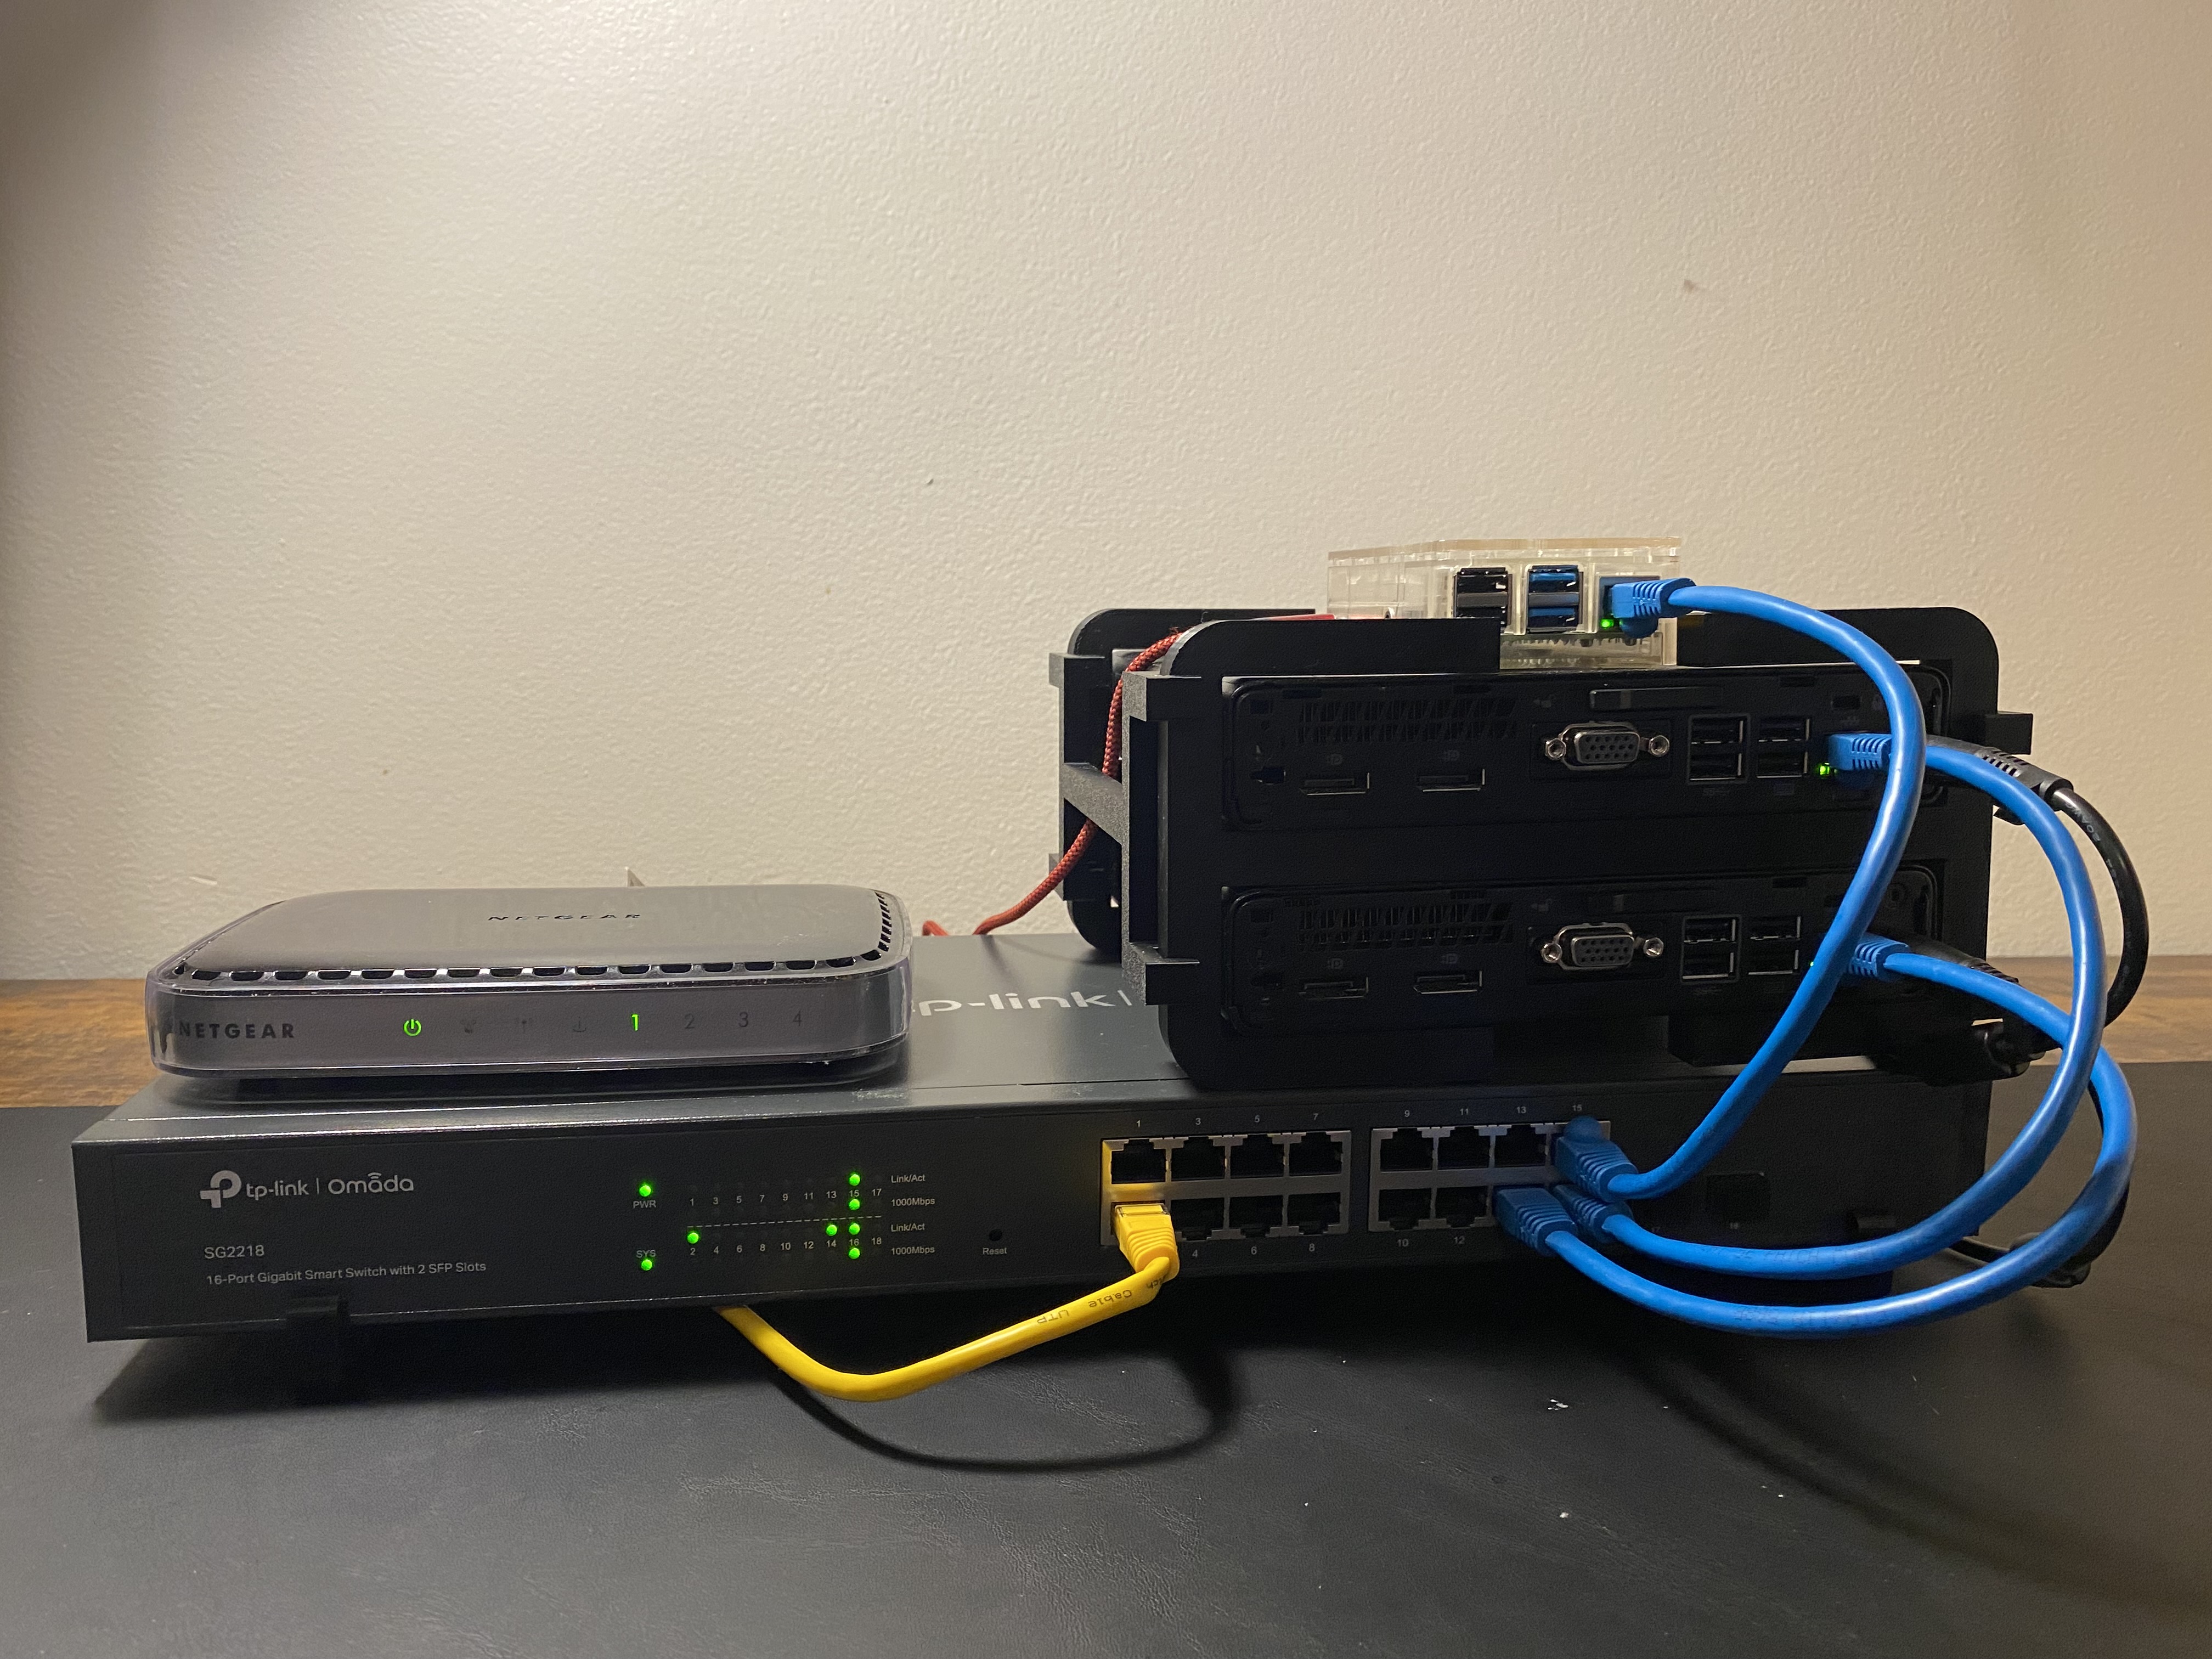 NETGEAR
NETGEAR
1 2 3 4
tp-link |
tp-link | omada
SG2218
16-Port Gigabit Smart Switch with 2 SFP Slots
PWR
SYS
Link/Act
1 3 5 7 9 11 13 15 17
1000Mbps
Link/Act
2 4 6 8 10 12 14 16 18
1000Mbps
Reset
1 3 5 7 9 11 13 15
4 6 8 10 12
Cable UTP